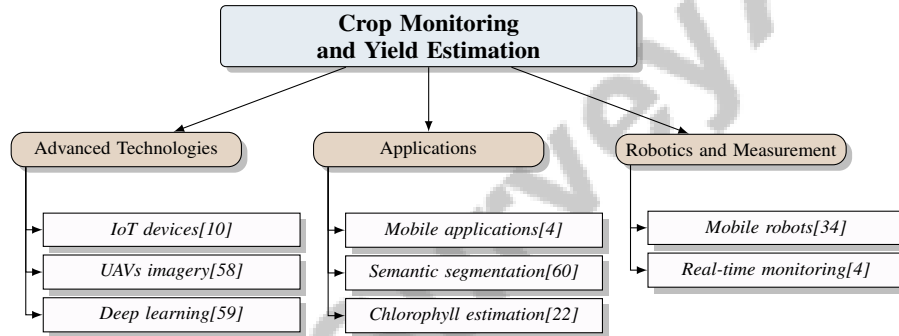 Crop Monitoring
and Yield Estimation
Advanced Technologies
Applications
Robotics and Measurement
IoT devices[10]
UAVs imagery[58]
Deep learning[59]
Mobile applications[4]
Semantic segmentation[60]
Chlorophyll estimation[22]
Mobile robots[34]
Real-time monitoring[4]